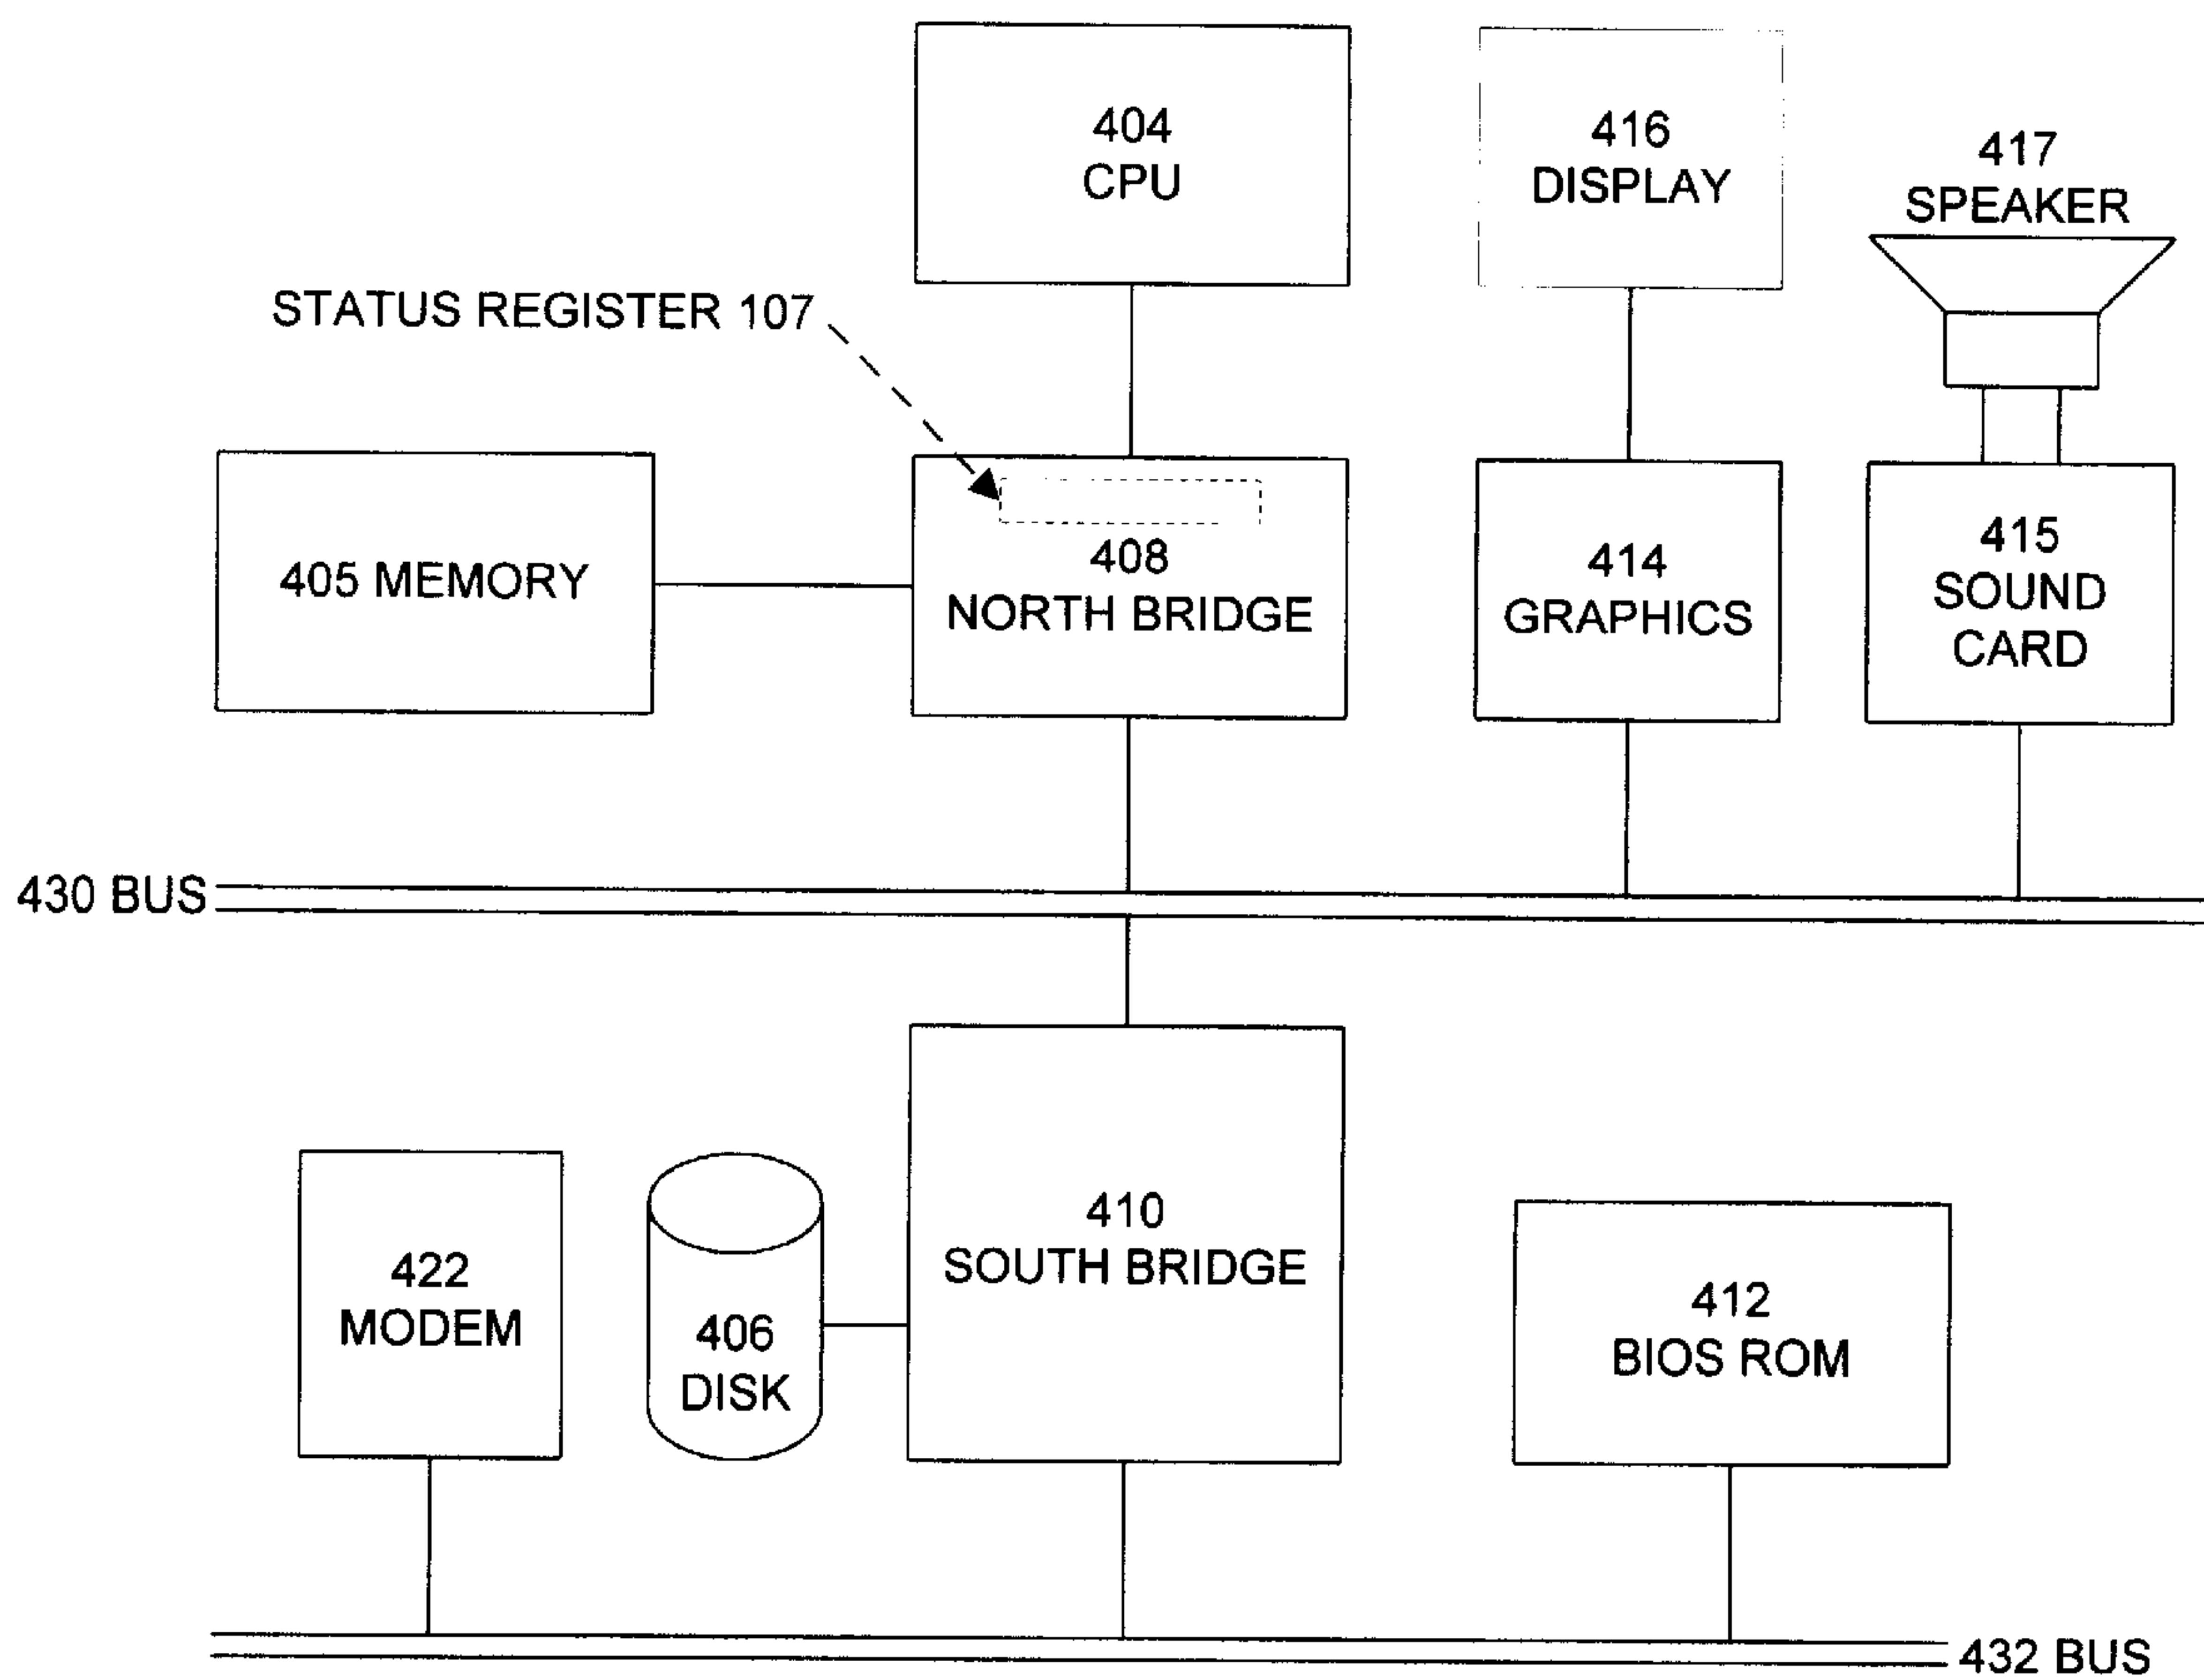 404
CPU
416
DISPLAY
417
SPEAKER
STATUS REGISTER 107
405 MEMORY
408
NORTH BRIDGE
414
GRAPHICS
415
SOUND
CARD
430 BUS
422
MODEM
406
DISK
410
SOUTH BRIDGE
412
BIOS ROM
432 BUS